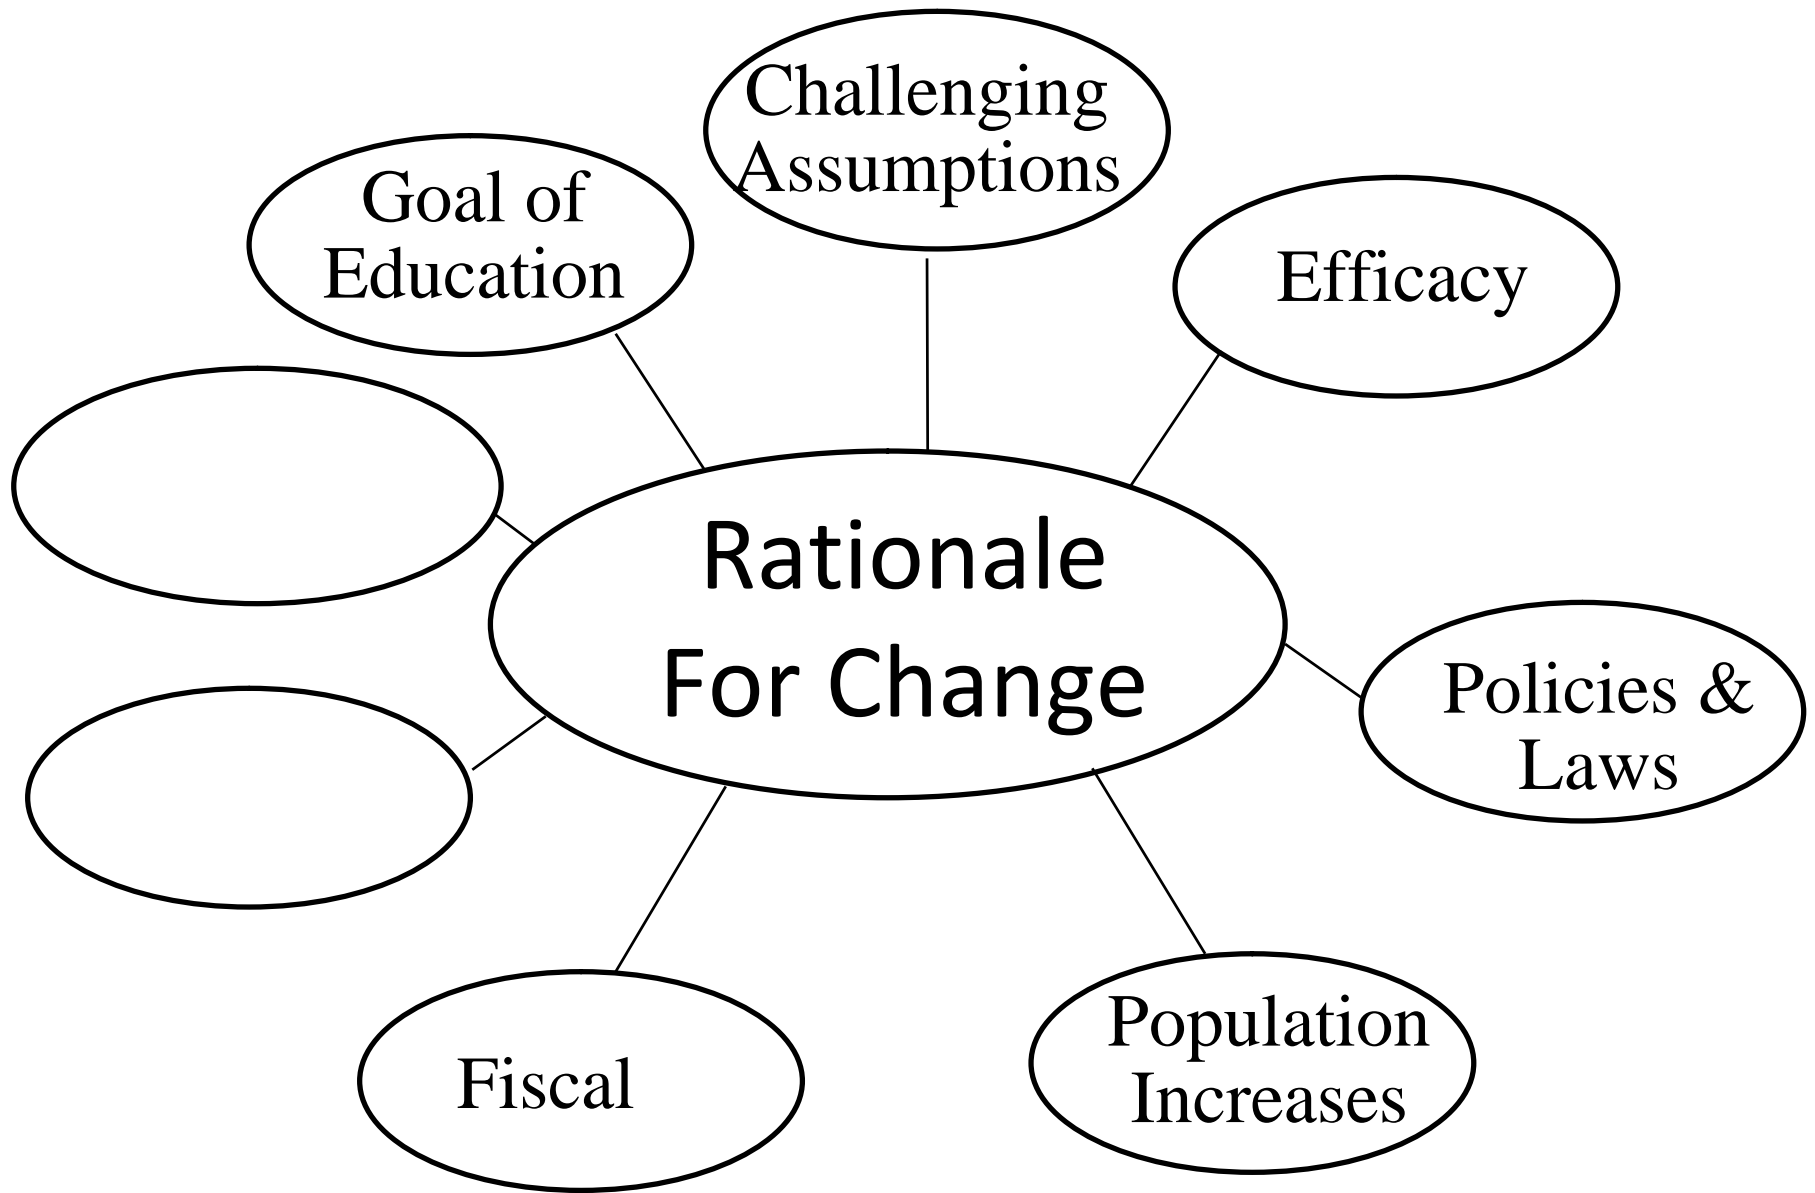 Challenging
Assumptions
Goal of
Education
Efficacy
Rationale
For Change
Policies &
Laws
Population
Increases
Fiscal